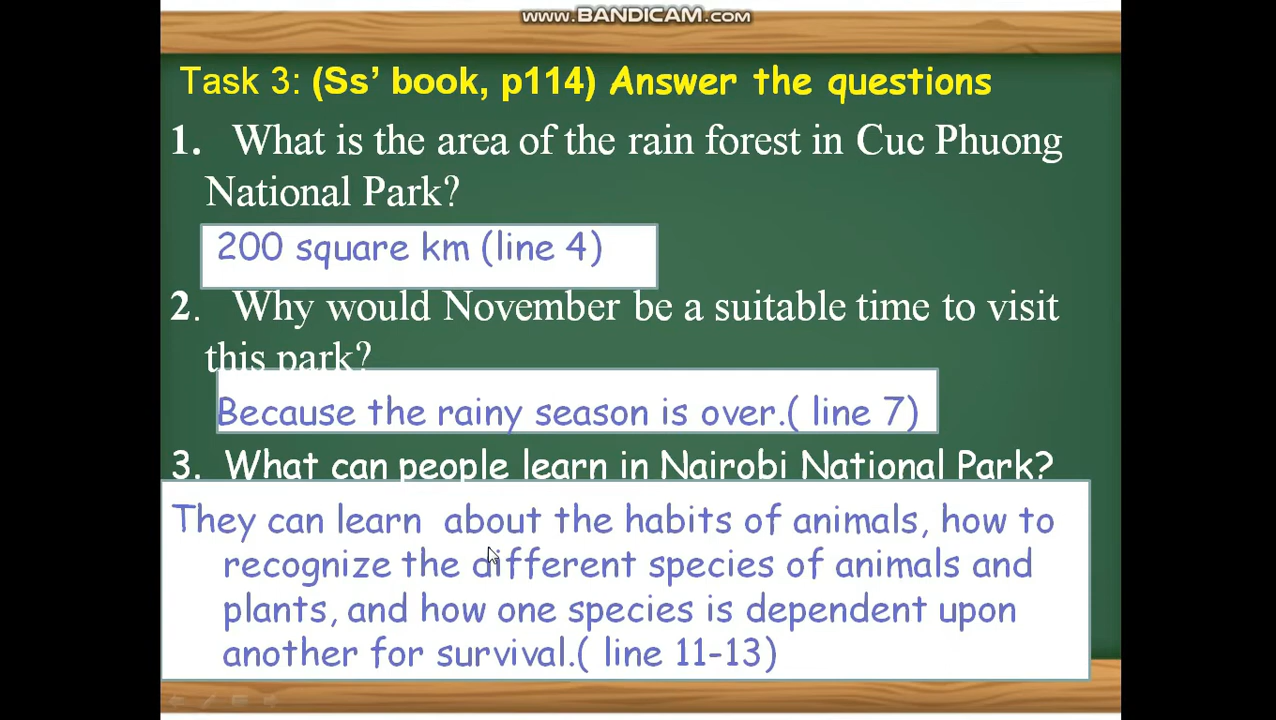 www.BANDICAM.com
Task 3: (Ss' book, p114) Answer the questions
1. What is the area of the rain forest in Cuc Phuong
National Park?
200 square km (line 4)
2. Why would November be a suitable time to visit
this park?
Because the rainy season is over.( line 7)
3. What can people learn in Nairobi National Park?
They can learn about the habits of animals, how to
recognize the different species of animals and
plants, and how one species is dependent upon
another for survival.( line 11-13)